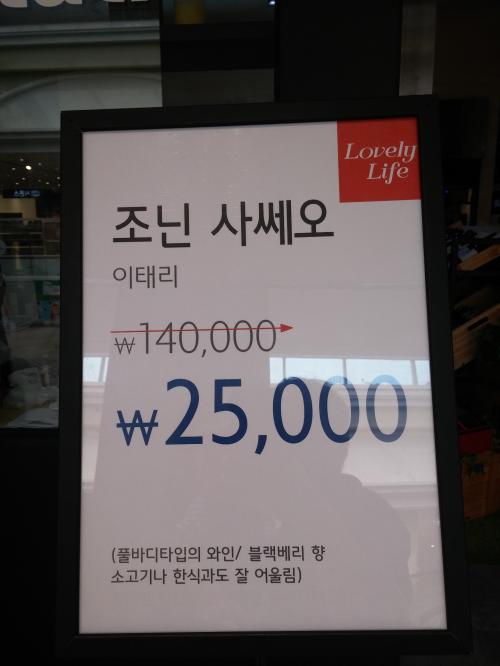 Lovely
Life
조닌 사쎄오
이태리
₩140,000
₩25,000
(풀바디타입의 와인/ 블랙베리 향
소고기나 한식과도 잘 어울림)